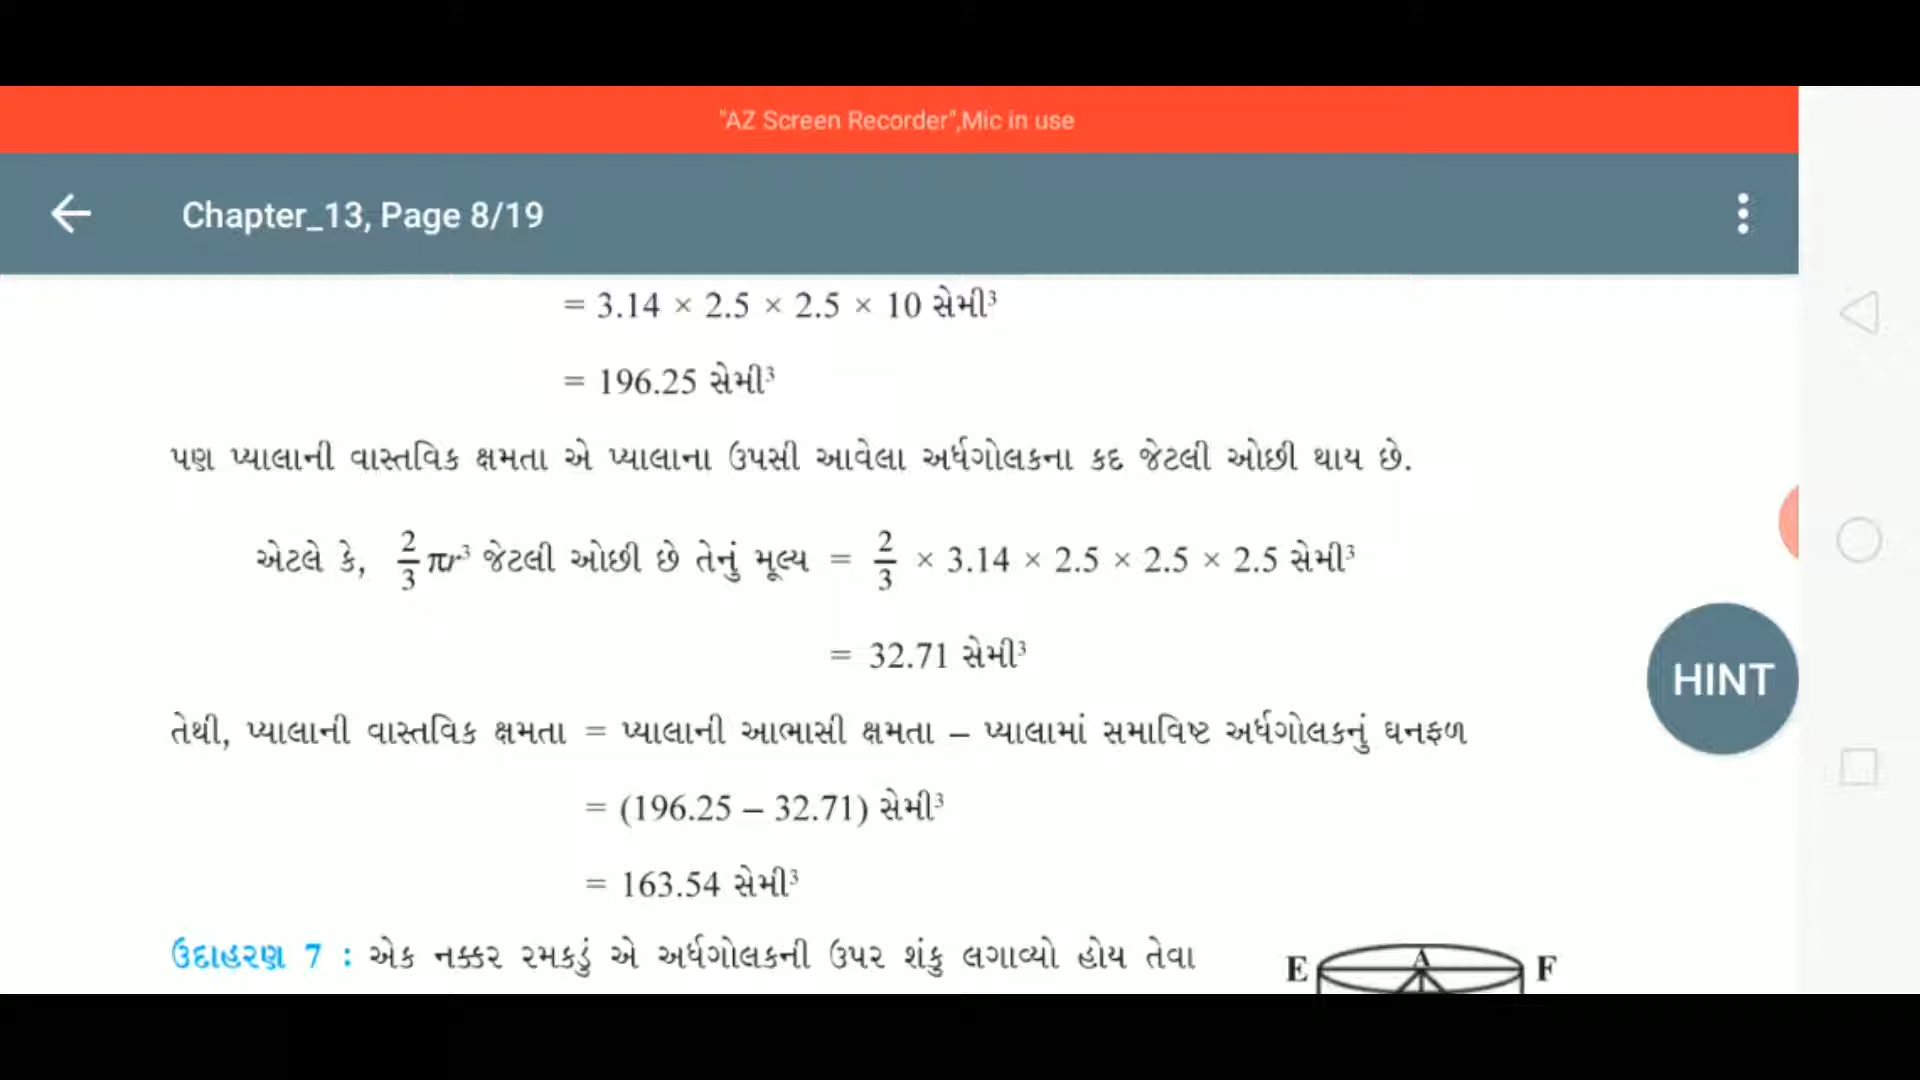 "AZ Screen Recorder",Mic in use
Chapter_13, Page 8/19
= 3.14 × 2.5 × 2.5 × 10 સેમી³
= 196.25 સેમી³
પણ પ્યાલાની વાસ્તવિક ક્ષમતા એ પ્યાલાના ઉપસી આવેલા અર્ધગોલકના કદ જેટલી ઓછી થાય છે.
એટલે કે, 2/3 πr³ જેટલી ઓછી છે તેનું મૂલ્ય = 2/3 × 3.14 × 2.5 × 2.5 × 2.5 સેમી³
= 32.71 સેમી³
HINT
તેથી, પ્યાલાની વાસ્તવિક ક્ષમતા = પ્યાલાની આભાસી ક્ષમતા – પ્યાલામાં સમાવિષ્ટ અર્ધગોલકનું ઘનફળ
= (196.25 – 32.71) સેમી³
= 163.54 સેમી³
ઉદાહરણ 7 : એક નક્કર રમકડું એ અર્ધગોલકની ઉપર શંકુ લગાવ્યો હોય તેવા
E A F